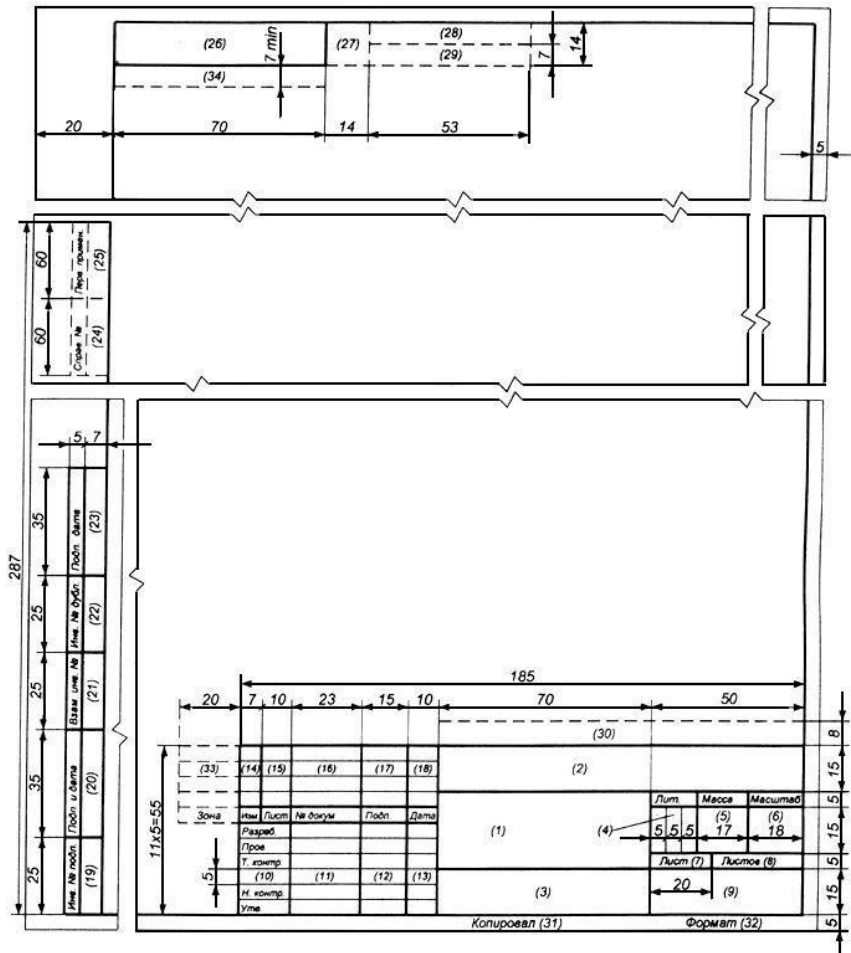 (26)
(27)
(28)
(29)
7 min
7
14
(34)
20
70
14
53
5
60
Перв. примен.
(25)
60
Справ. №
(24)
5
7
35
Подп. дата
(23)
287
25
Инв. № дубл.
(22)
25
Взам. инв. №
(21)
35
Подп. и дата
(20)
25
Инв. № подл.
(19)
185
20
7
10
23
15
10
70
50
(30)
8
(33)
(14)
(15)
(16)
(17)
(18)
(2)
15
Зона
Изм
Лист
№ докум
Подп.
Дата
Лит.
Масса
Масштаб
5
11x5=55
Разраб.
(1)
(4)
(5)
(6)
15
Пров
5
5
5
17
18
Т. контр.
Лист (7)
Листов (8)
5
5
(10)
(11)
(12)
(13)
(3)
20
(9)
15
Н. контр.
Утв
Копировал (31)
Формат (32)
5